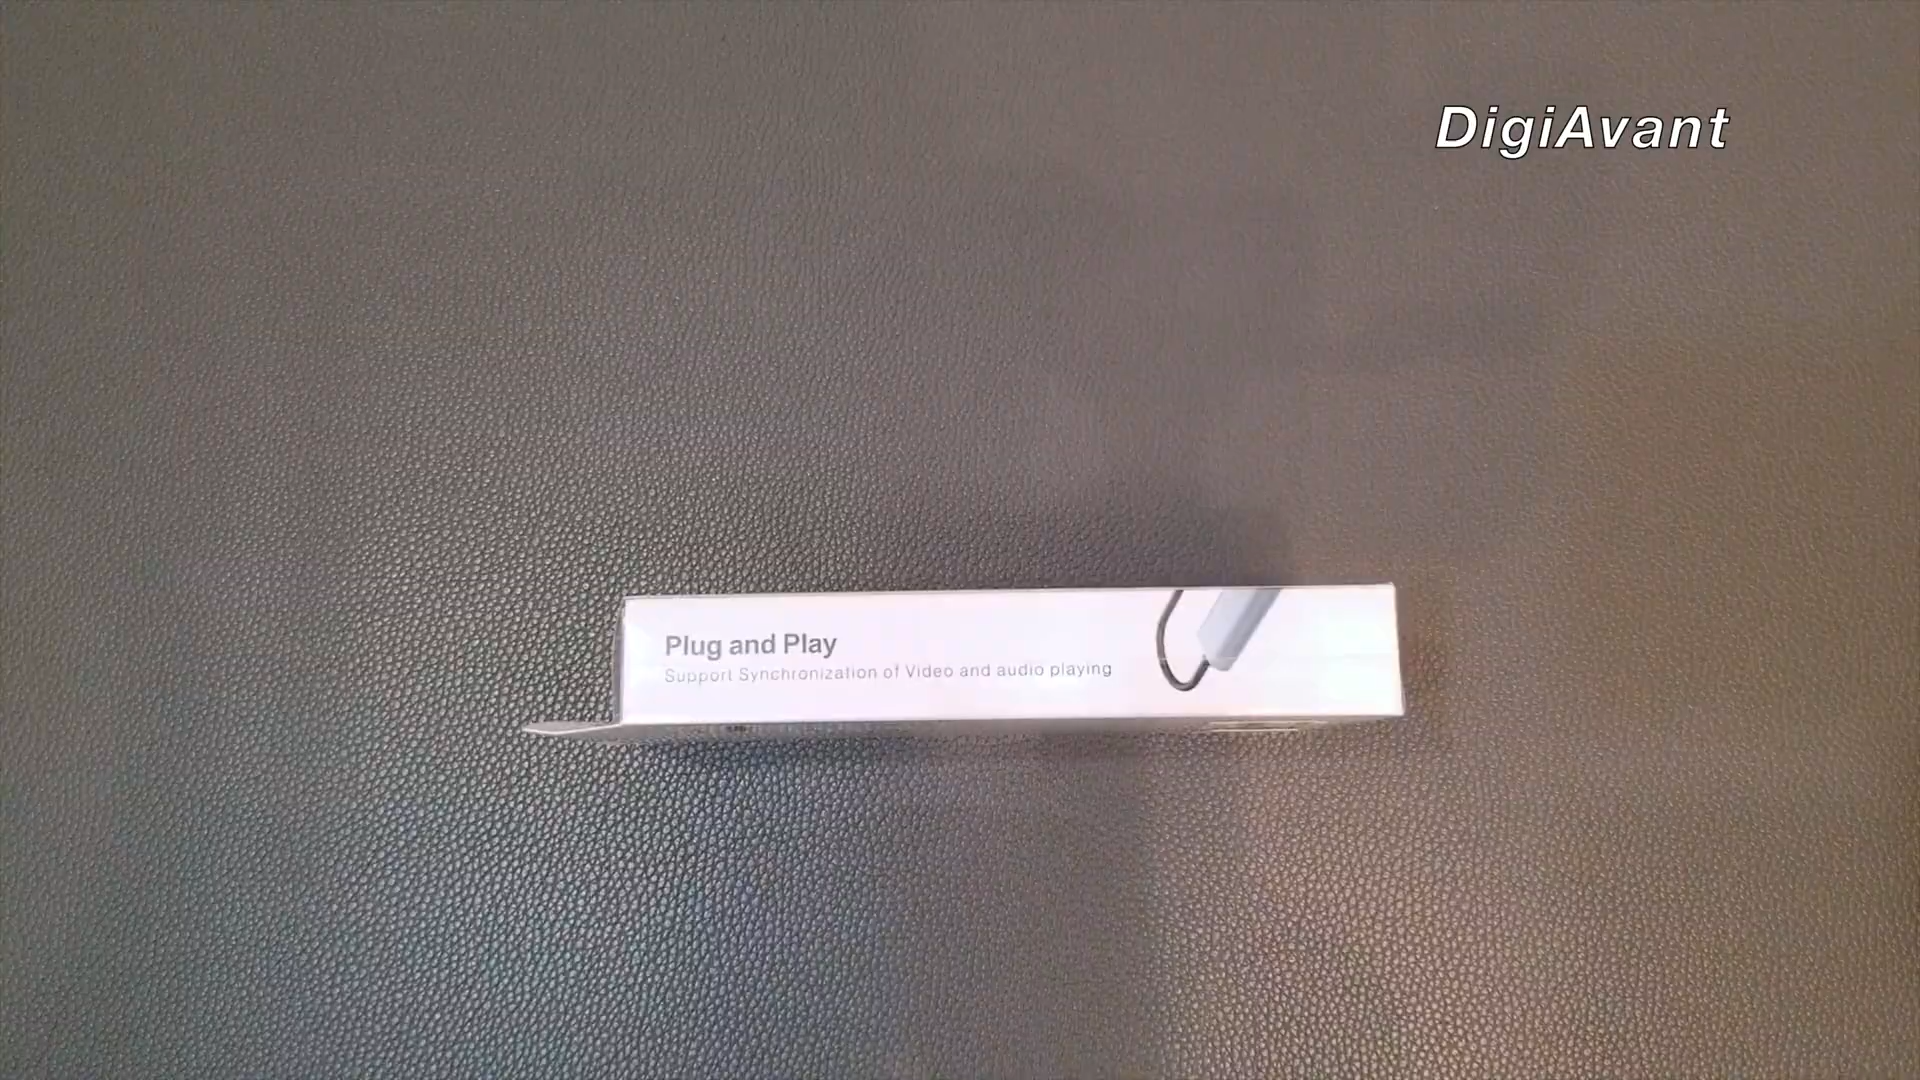 DigiAvant
Plug and Play
Support Synchronization of Video and audio playing